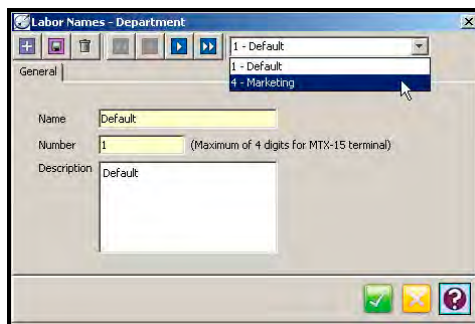 Labor Names - Department
1 - Default
1 - Default
4 - Marketing
General
Name Default
Number 1 (Maximum of 4 digits for MTX-15 terminal)
Description Default